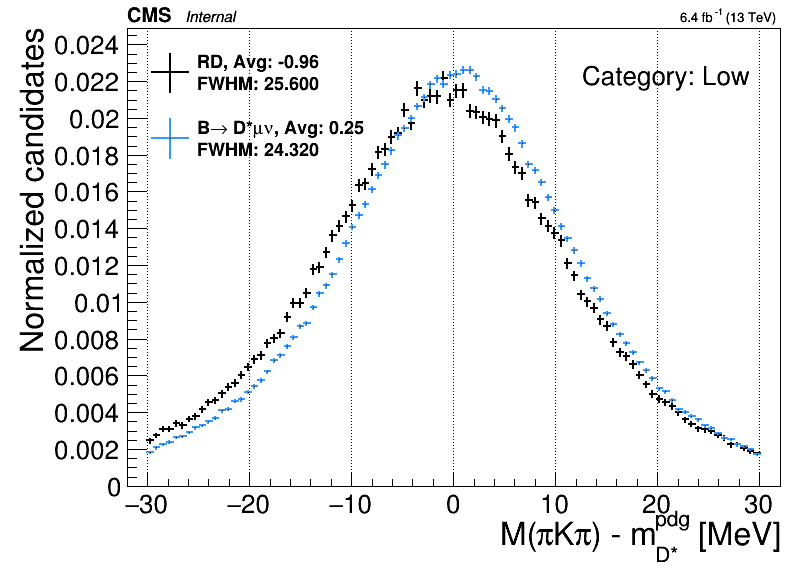 CMS Internal 6.4 fb⁻¹ (13 TeV)
Normalized candidates
0.024
0.022
0.02
0.018
0.016
0.014
0.012
0.01
0.008
0.006
0.004
0.002
0
RD, Avg: -0.96
FWHM: 25.600
B→ D*μν, Avg: 0.25
FWHM: 24.320
Category: Low
−30 −20 −10 0 10 20 30
M(πKπ) - m^pdg_D* [MeV]